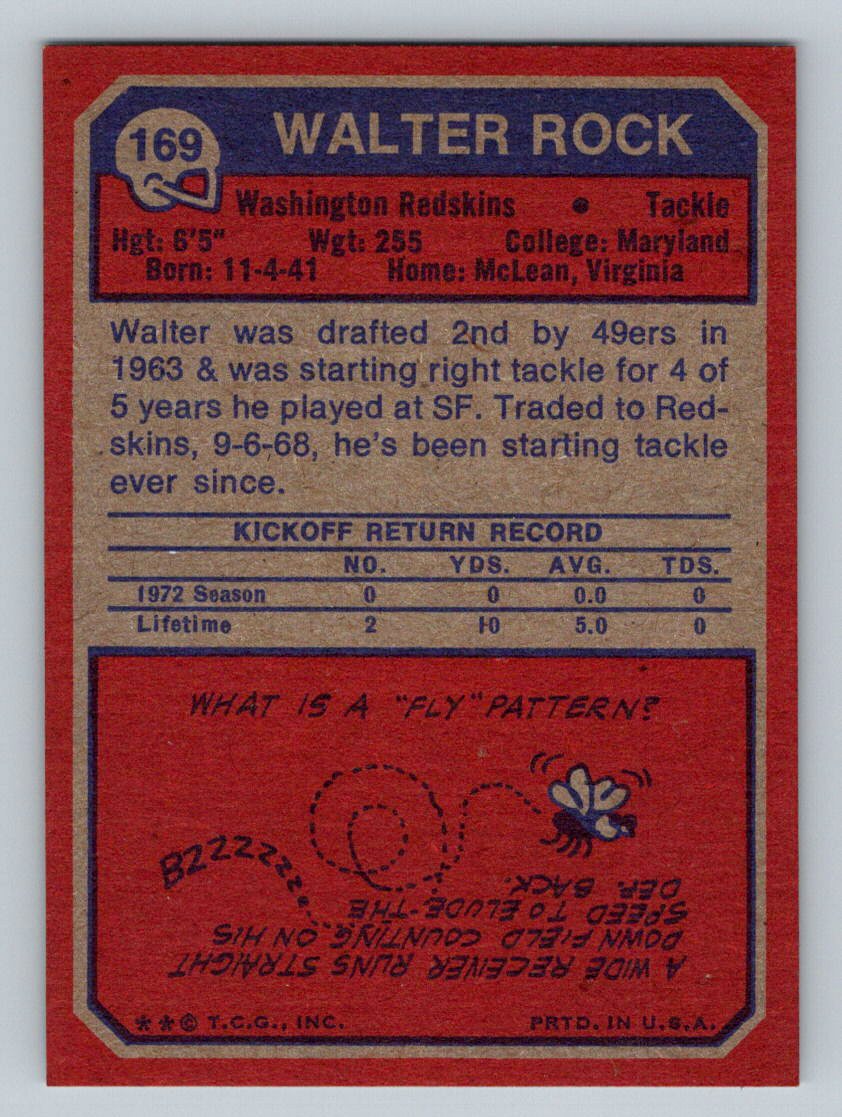 169
WALTER ROCK
Washington Redskins • Tackle
Hgt: 6'5" Wgt: 255 College: Maryland
Born: 11-4-41 Home: McLean, Virginia
Walter was drafted 2nd by 49ers in
1963 & was starting right tackle for 4 of
5 years he played at SF. Traded to Red-
skins, 9-6-68, he's been starting tackle
ever since.
KICKOFF RETURN RECORD
NO. YDS. AVG. TDS.
1972 Season 0 0 0.0 0
Lifetime 2 10 5.0 0
WHAT IS A "FLY" PATTERN?
BZZZZZZ
A WIDE RECEIVER RUNS STRAIGHT
DOWN FIELD COUNTING ON HIS
SPEED TO ELUDE THE
DEF. BACK.
**© T.C.G., INC. PRTD. IN U.S.A.